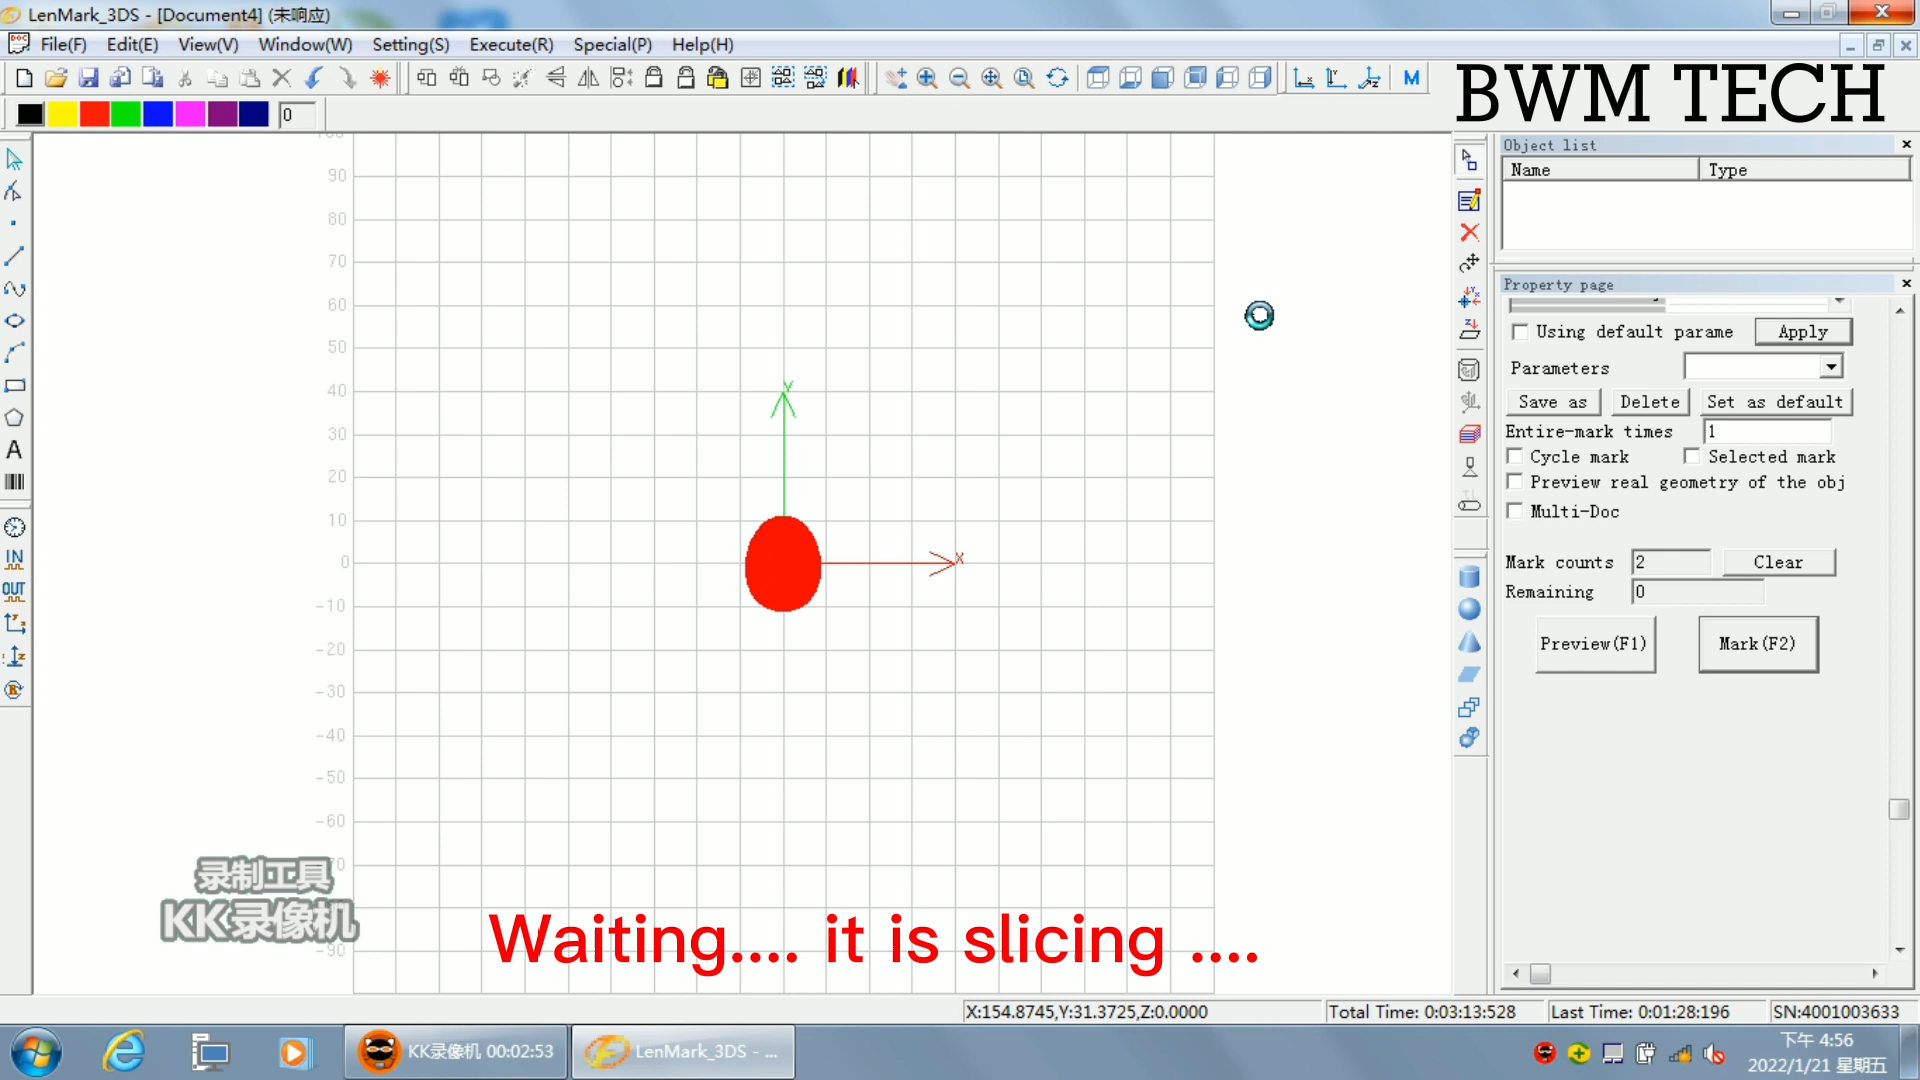 LenMark_3DS - [Document4] (未响应)
File(F) Edit(E) View(V) Window(W) Setting(S) Execute(R) Special(P) Help(H)
M
BWM TECH
0
90
80
70
60
50
40
30
20
10
0
-10
-20
-30
-40
-50
-60
-90
Y
X
A
IN
OUT
Object list
Name Type
Property page
Using default parame Apply
Parameters
Save as Delete Set as default
Entire-mark times 1
Cycle mark Selected mark
Preview real geometry of the obj
Multi-Doc
Mark counts 2 Clear
Remaining 0
Preview(F1) Mark(F2)
录制工具
KK录像机
Waiting.... it is slicing ....
X:154.8745,Y:31.3725,Z:0.0000 Total Time: 0:03:13:528 Last Time: 0:01:28:196 SN:4001003633
KK录像机 00:02:53 LenMark_3DS - ...
下午 4:56
2022/1/21 星期五